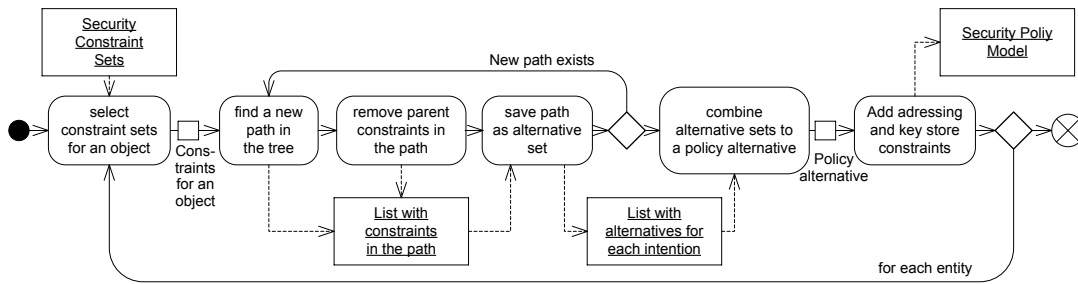 Security
Constraint
Sets
Security Poliy
Model
New path exists
select
constraint sets
for an object
Cons-
traints
for an
object
find a new
path in
the tree
remove parent
constraints in
the path
save path
as alternative
set
combine
alternative sets to
a policy alternative
Policy
alternative
Add adressing
and key store
constraints
List with
constraints
in the path
List with
alternatives for
each intention
for each entity